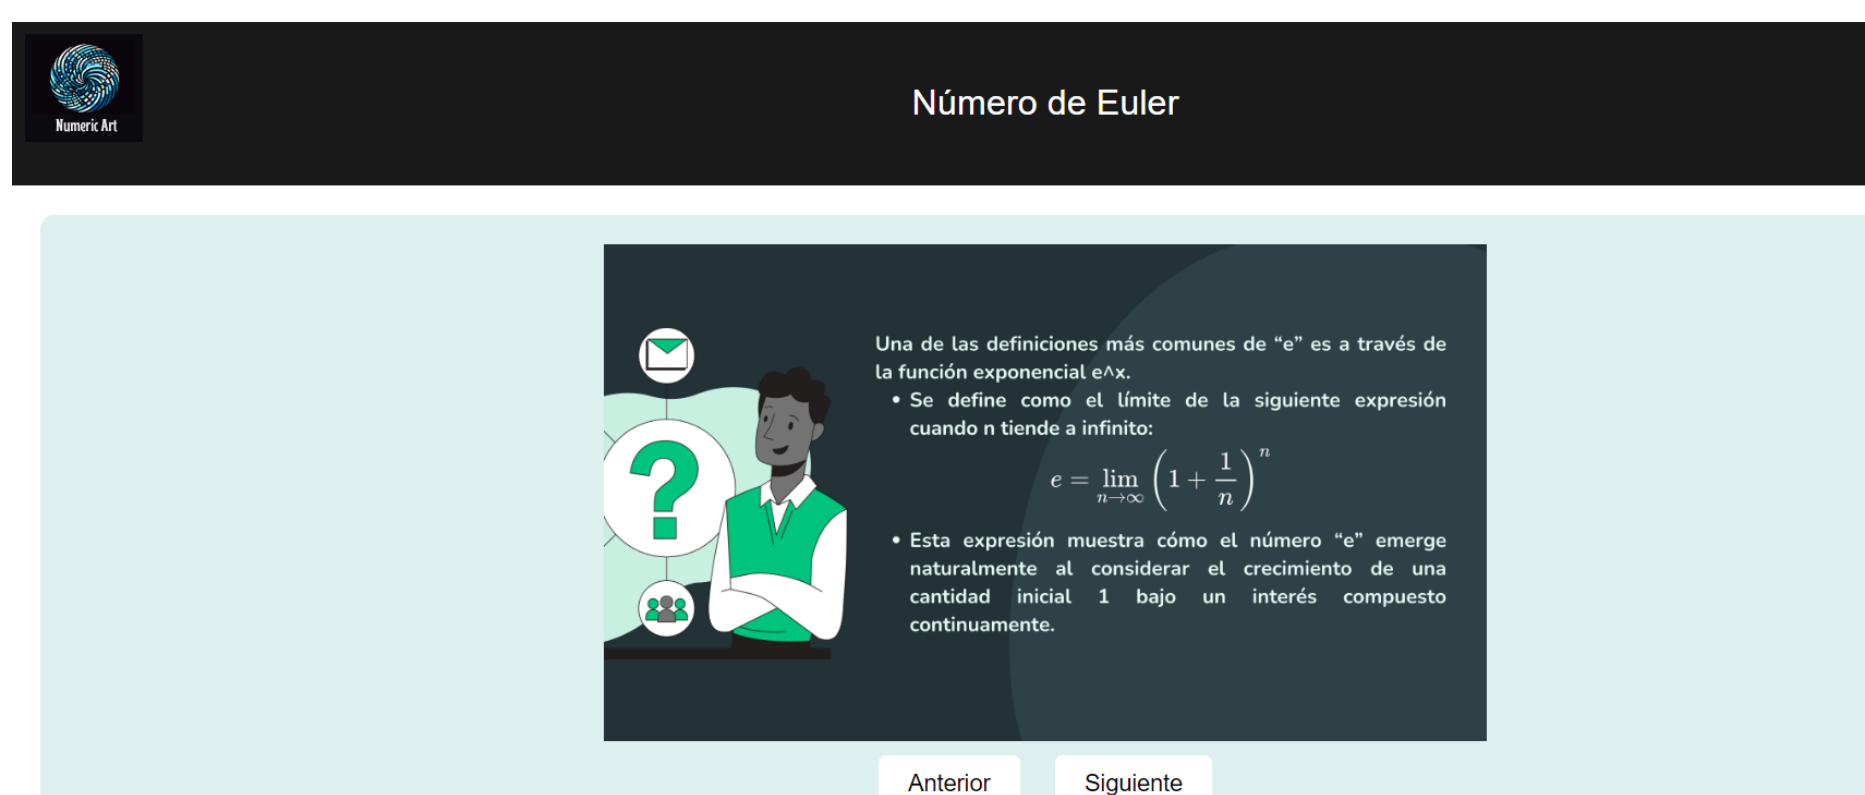 Numeric Art
Número de Euler
Una de las definiciones más comunes de “e” es a través de
la función exponencial e^x.
• Se define como el límite de la siguiente expresión
cuando n tiende a infinito:
e = lim n→∞ (1 + 1/n)^n
• Esta expresión muestra cómo el número “e” emerge
naturalmente al considerar el crecimiento de una
cantidad inicial 1 bajo un interés compuesto
continuamente.
?
Anterior
Siguiente